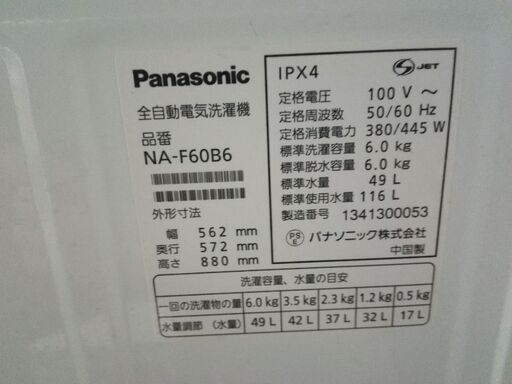 Panasonic
全自動電気洗濯機
品番
NA-F60B6
外形寸法
幅 562 mm
奥行 572 mm
高さ 880 mm
IPX4
S JET
定格電圧 100 V ～
定格周波数 50/60 Hz
定格消費電力 380/445 W
標準洗濯容量 6.0 kg
標準脱水容量 6.0 kg
標準水量 49 L
標準使用水量 116 L
製造番号 1341300053
PS E パナソニック株式会社
中国製
洗濯容量、水量の目安
一回の洗濯物の量 6.0 kg 3.5 kg 2.3 kg 1.2 kg 0.5 kg
水量調節 (水量) 49 L 42 L 37 L 32 L 17 L